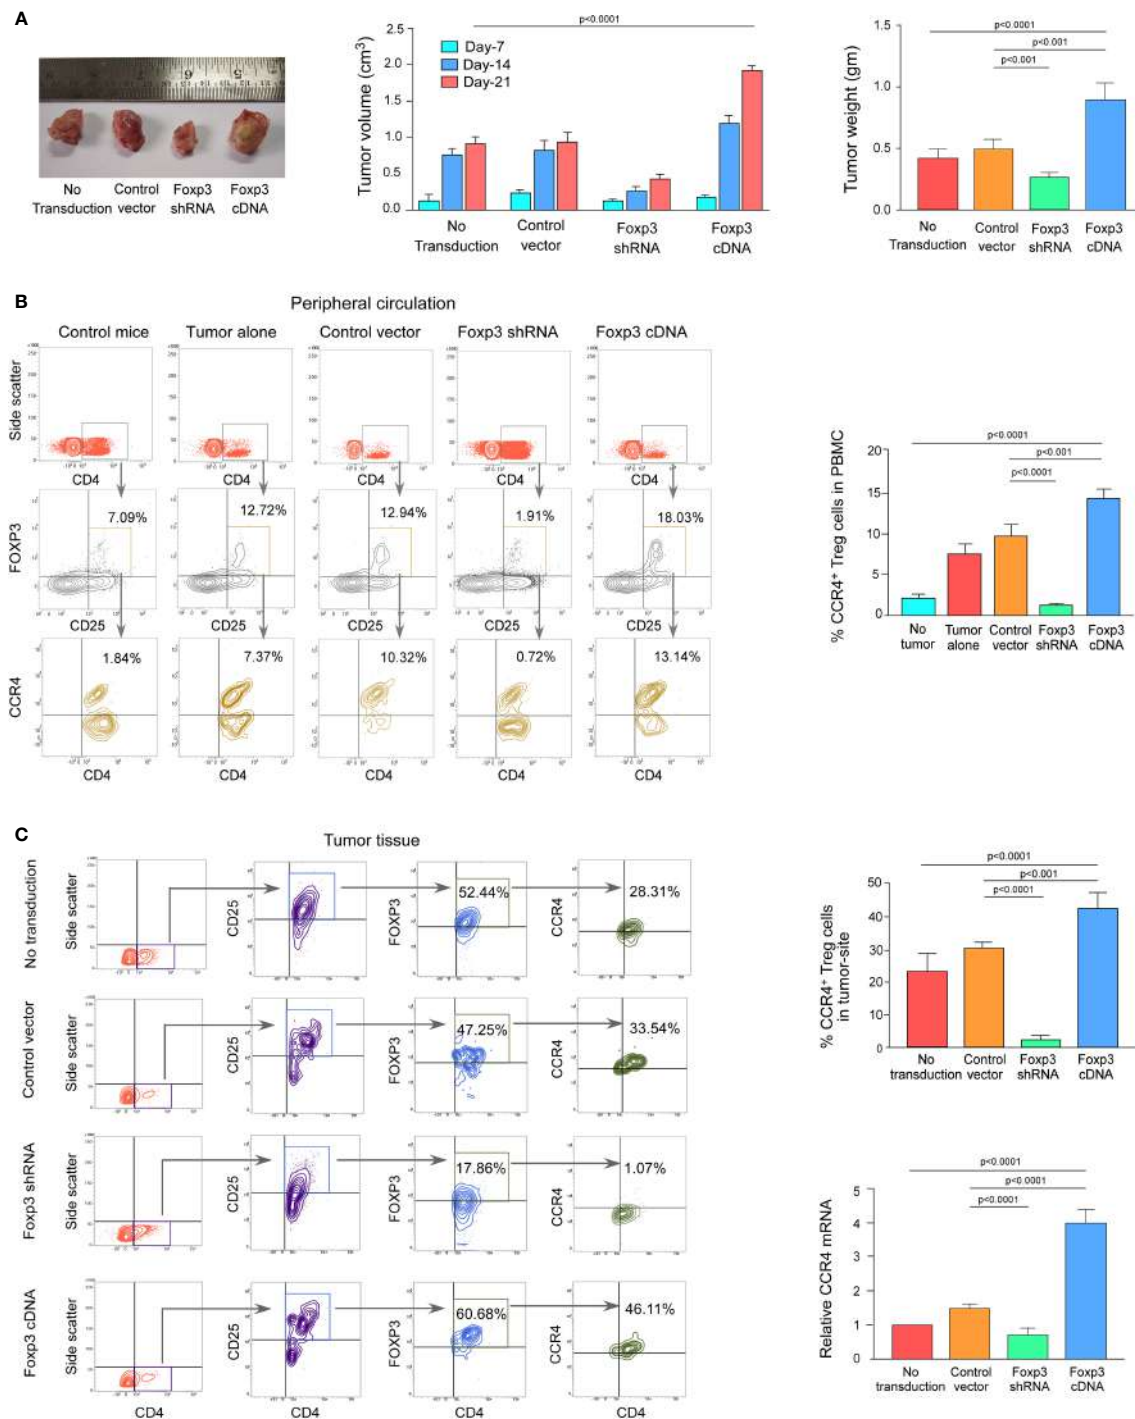 A
No
Transduction
Control
vector
Foxp3
shRNA
Foxp3
cDNA
p<0.0001
Tumor volume (cm3)
2.5
2.0
1.5
1.0
0.5
0.0
Day-7
Day-14
Day-21
No
Transduction
Control
vector
Foxp3
shRNA
Foxp3
cDNA
p<0.0001
p<0.001
p<0.001
Tumor weight (gm)
1.5
1.0
0.5
0.0
No
Transduction
Control
vector
Foxp3
shRNA
Foxp3
cDNA
B
Peripheral circulation
Control mice Tumor alone Control vector Foxp3 shRNA Foxp3 cDNA
Side scatter
CD4 CD4 CD4 CD4 CD4
FOXP3
7.09% 12.72% 12.94% 1.91% 18.03%
CD25 CD25 CD25 CD25 CD25
CCR4
1.84% 7.37% 10.32% 0.72% 13.14%
CD4 CD4 CD4 CD4 CD4
p<0.0001
p<0.001
p<0.0001
% CCR4+ Treg cells in PBMC
20
15
10
5
0
No
tumor
Tumor
alone
Control
vector
Foxp3
shRNA
Foxp3
cDNA
C
Tumor tissue
No transduction
Side scatter
CD25
FOXP3
52.44%
CCR4
28.31%
Control vector
Side scatter
CD25
FOXP3
47.25%
CCR4
33.54%
Foxp3 shRNA
Side scatter
CD25
FOXP3
17.86%
CCR4
1.07%
Foxp3 cDNA
Side scatter
CD25
FOXP3
60.68%
CCR4
46.11%
CD4 CD4 CD4 CD4
p<0.0001
p<0.001
p<0.0001
% CCR4+ Treg cells
in tumor-site
50
40
30
20
10
0
No
transduction
Control
vector
Foxp3
shRNA
Foxp3
cDNA
p<0.0001
p<0.0001
p<0.0001
Relative CCR4 mRNA
5
4
3
2
1
0
No
transduction
Control
vector
Foxp3
shRNA
Foxp3
cDNA